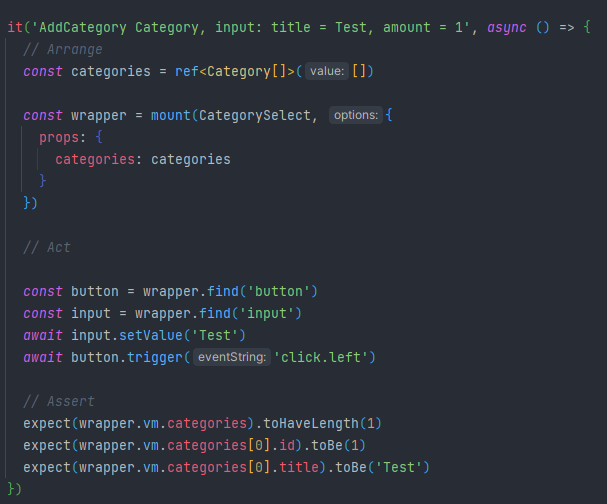 it('AddCategory Category, input: title = Test, amount = 1', async () => {
// Arrange
const categories = ref<Category[]>( value: [])
const wrapper = mount(CategorySelect, options: {
props: {
categories: categories
}
})
// Act
const button = wrapper.find('button')
const input = wrapper.find('input')
await input.setValue('Test')
await button.trigger( eventString: 'click.left')
// Assert
expect(wrapper.vm.categories).toHaveLength(1)
expect(wrapper.vm.categories[0].id).toBe(1)
expect(wrapper.vm.categories[0].title).toBe('Test')
})